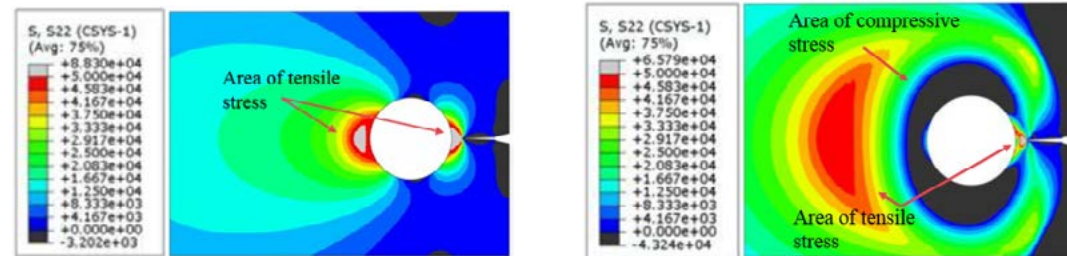 S, S22 (CSYS-1)
(Avg: 75%)
+8.830e+04
+5.000e+04
+4.583e+04
+4.167e+04
+3.750e+04
+3.333e+04
+2.917e+04
+2.500e+04
+2.083e+04
+1.667e+04
+1.250e+04
+8.333e+03
+4.167e+03
+0.000e+00
-3.202e+03
Area of tensile
stress
S, S22 (CSYS-1)
(Avg: 75%)
+6.579e+04
+5.000e+04
+4.583e+04
+4.167e+04
+3.750e+04
+3.333e+04
+2.917e+04
+2.500e+04
+2.083e+04
+1.667e+04
+1.250e+04
+8.333e+03
+4.167e+03
+0.000e+00
-4.324e+04
Area of compressive
stress
Area of tensile
stress